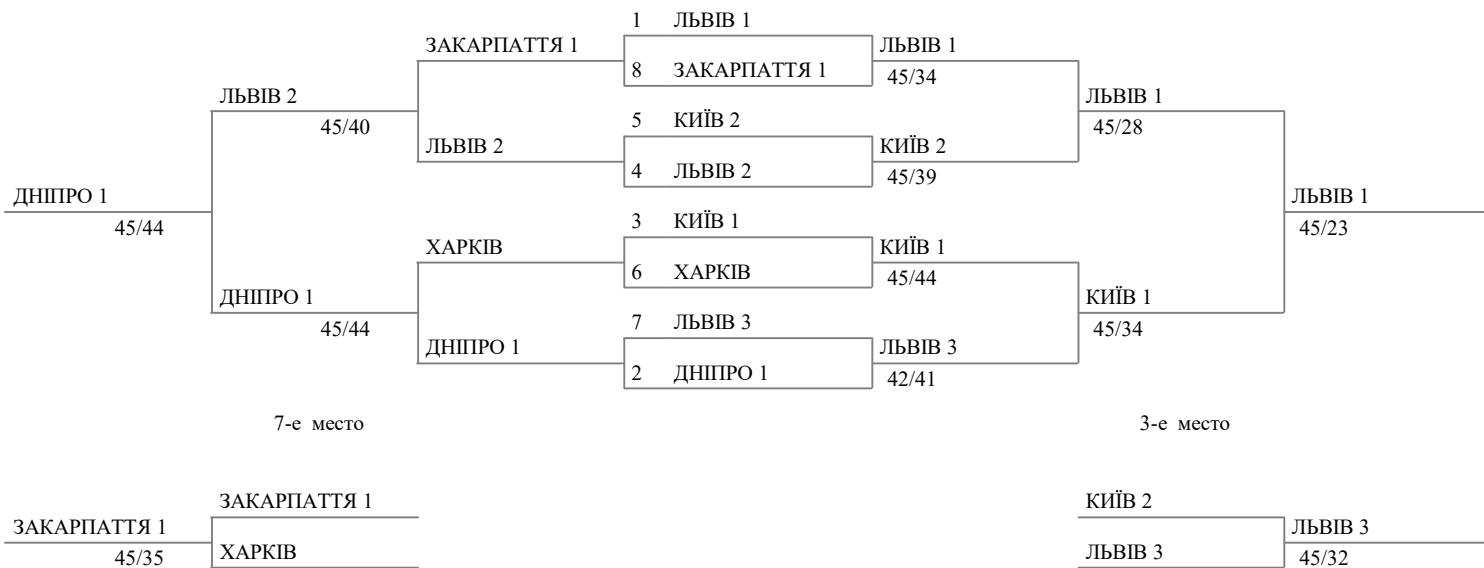 1 ЛЬВІВ 1
ЗАКАРПАТТЯ 1
ЛЬВІВ 1
8 ЗАКАРПАТТЯ 1
45/34
ЛЬВІВ 2
ЛЬВІВ 1
45/40
5 КИЇВ 2
45/28
ЛЬВІВ 2
КИЇВ 2
4 ЛЬВІВ 2
45/39
ДНІПРО 1
ЛЬВІВ 1
45/44
3 КИЇВ 1
45/23
ХАРКІВ
КИЇВ 1
6 ХАРКІВ
45/44
ДНІПРО 1
КИЇВ 1
45/44
7 ЛЬВІВ 3
45/34
ДНІПРО 1
ЛЬВІВ 3
2 ДНІПРО 1
42/41
7-е место
3-е место
ЗАКАРПАТТЯ 1
КИЇВ 2
ЗАКАРПАТТЯ 1
ЛЬВІВ 3
45/35
ХАРКІВ
ЛЬВІВ 3
45/32